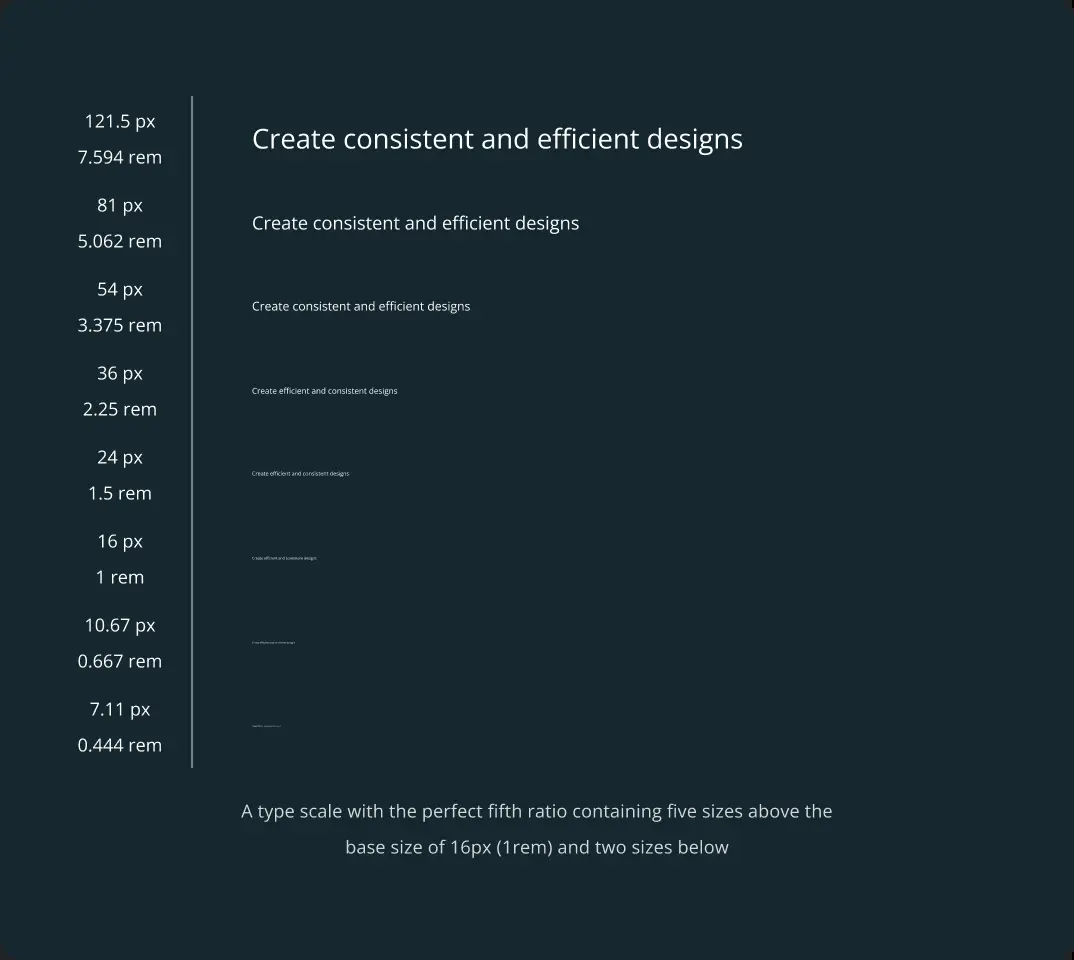 121.5 px
7.594 rem
Create consistent and efficient designs
81 px
5.062 rem
Create consistent and efficient designs
54 px
3.375 rem
Create consistent and efficient designs
36 px
2.25 rem
Create efficient and consistent designs
24 px
1.5 rem
Create efficient and consistent designs
16 px
1 rem
Create efficient and designs
10.67 px
0.667 rem
7.11 px
0.444 rem
A type scale with the perfect fifth ratio containing five sizes above the
base size of 16px (1rem) and two sizes below